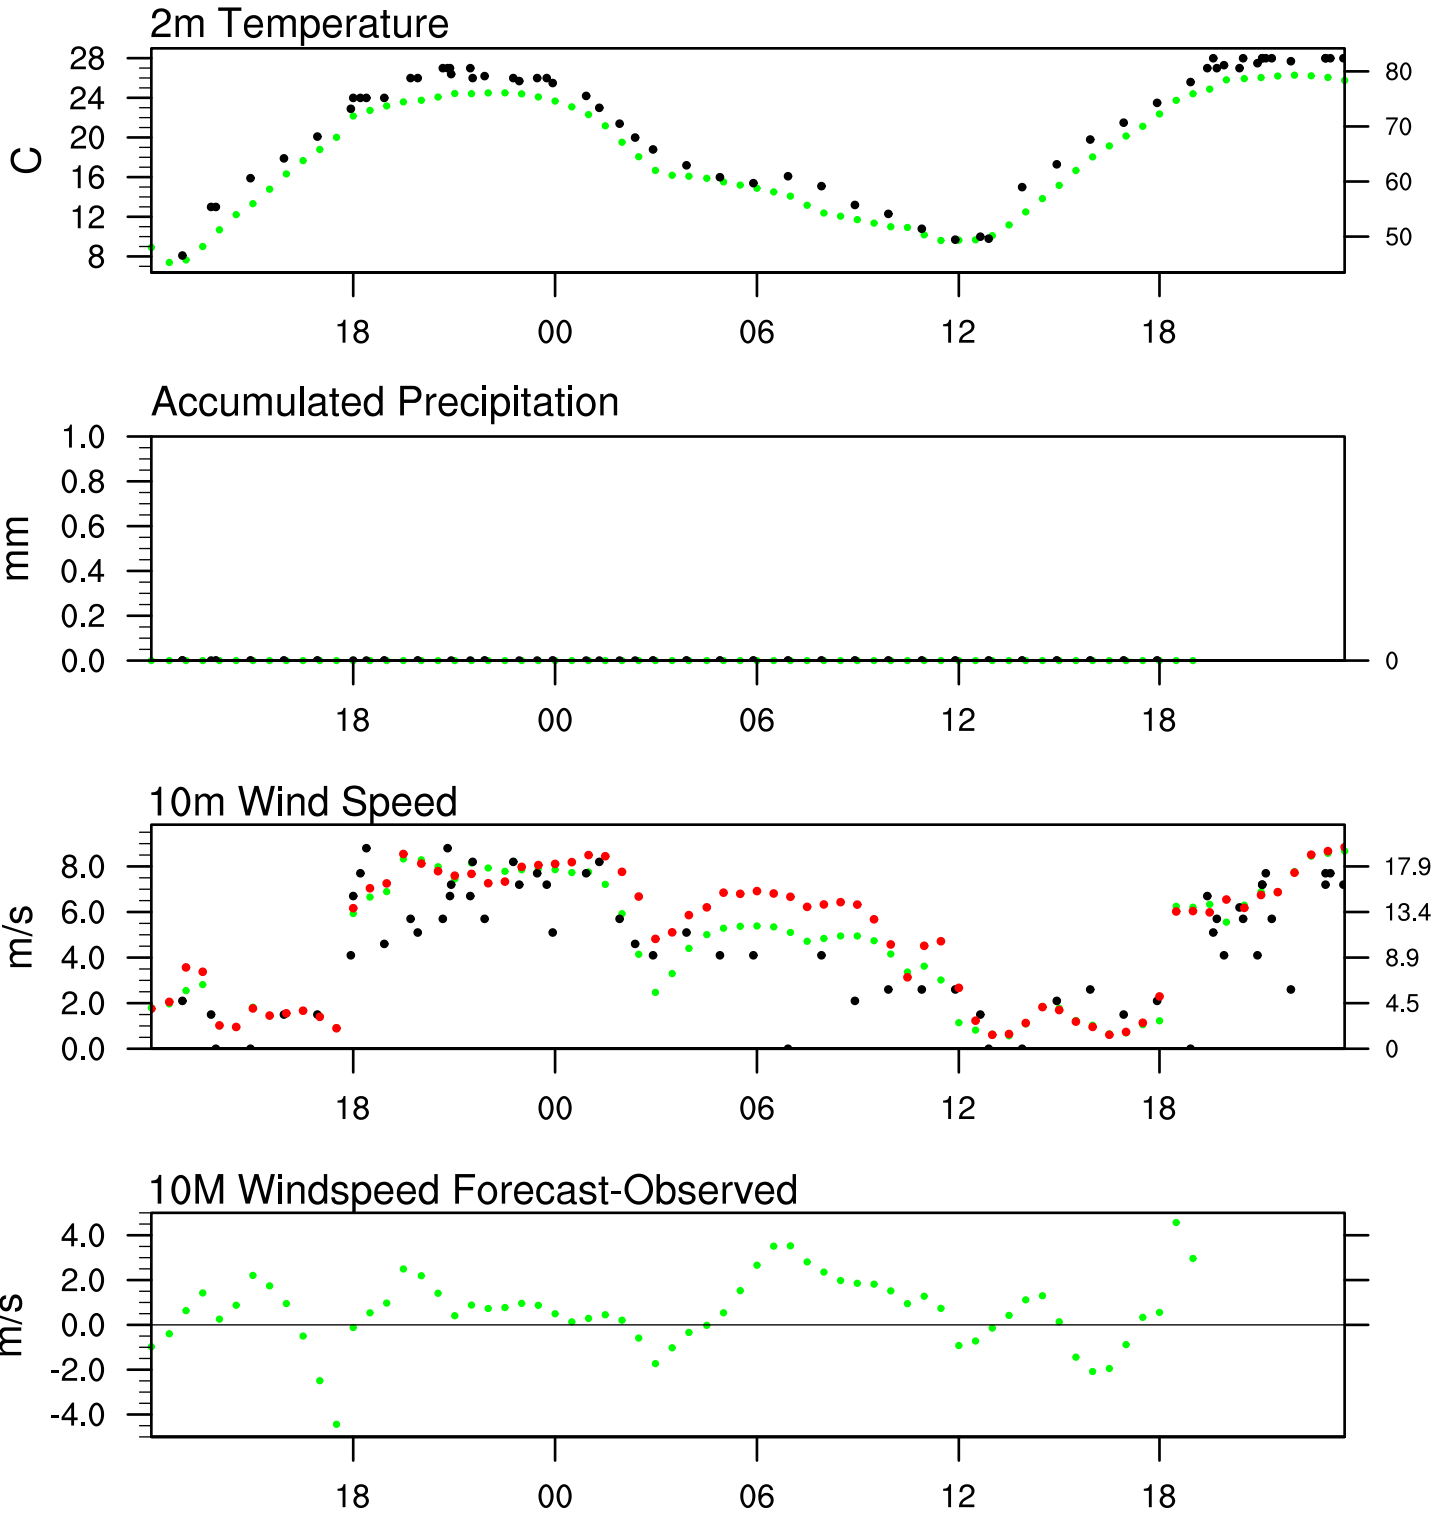 2m Temperature
28
24
20
16
12
8
C
80
70
60
50
18 00 06 12 18
Accumulated Precipitation
1.0
0.8
0.6
0.4
0.2
0.0
mm
0
18 00 06 12 18
10m Wind Speed
8.0
6.0
4.0
2.0
0.0
m/s
17.9
13.4
8.9
4.5
0
18 00 06 12 18
10M Windspeed Forecast-Observed
4.0
2.0
0.0
-2.0
-4.0
m/s
18 00 06 12 18